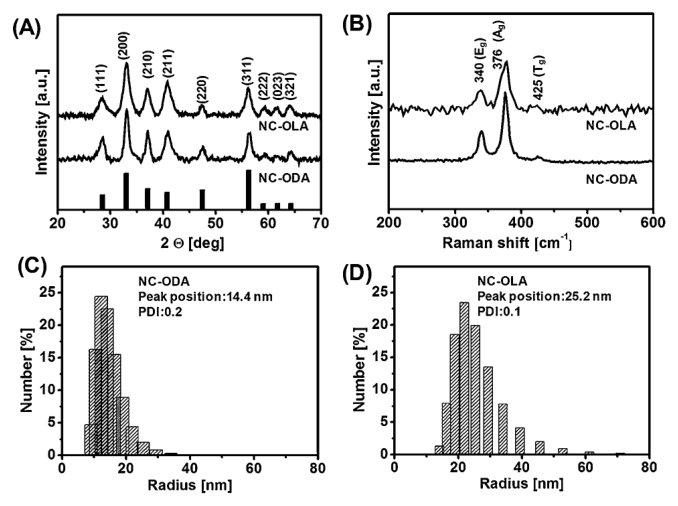 (A)
Intensity [a.u.]
(111)
(200)
(210)
(211)
(220)
(311)
(222)
(023)
(321)
NC-OLA
NC-ODA
20 30 40 50 60 70
2 Θ [deg]
(B)
Intensity [a.u.]
340 (Eg)
376 (Ag)
425 (Tg)
NC-OLA
NC-ODA
200 300 400 500 600
Raman shift [cm-1]
(C)
NC-ODA
Peak position:14.4 nm
PDI:0.2
Number [%]
25
20
15
10
5
0
0 20 40 60 80
Radius [nm]
(D)
NC-OLA
Peak position:25.2 nm
PDI:0.1
Number [%]
25
20
15
10
5
0
0 20 40 60 80
Radius [nm]